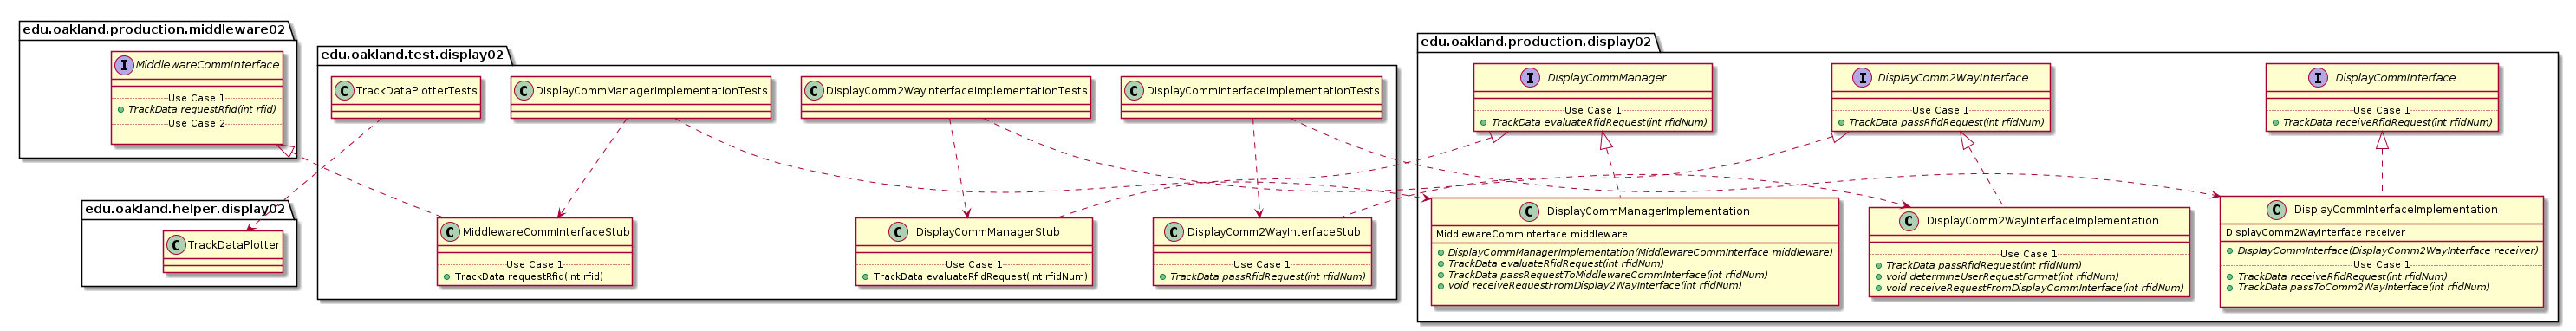 edu.oakland.production.middleware02
I MiddlewareCommInterface
Use Case 1
TrackData requestRfid(int rfid)
Use Case 2
edu.oakland.helper.display02
C TrackDataPlotter
edu.oakland.test.display02
C TrackDataPlotterTests
C DisplayCommManagerImplementationTests
C DisplayComm2WayInterfaceImplementationTests
C DisplayCommInterfaceImplementationTests
C MiddlewareCommInterfaceStub
Use Case 1
TrackData requestRfid(int rfid)
C DisplayCommManagerStub
Use Case 1
TrackData evaluateRfidRequest(int rfidNum)
C DisplayComm2WayInterfaceStub
Use Case 1
TrackData passRfidRequest(int rfidNum)
edu.oakland.production.display02
I DisplayCommManager
Use Case 1
TrackData evaluateRfidRequest(int rfidNum)
I DisplayComm2WayInterface
Use Case 1
TrackData passRfidRequest(int rfidNum)
I DisplayCommInterface
Use Case 1
TrackData receiveRfidRequest(int rfidNum)
C DisplayCommManagerImplementation
MiddlewareCommInterface middleware
DisplayCommManagerImplementation(MiddlewareCommInterface middleware)
TrackData evaluateRfidRequest(int rfidNum)
TrackData passRequestToMiddlewareCommInterface(int rfidNum)
void receiveRequestFromDisplay2WayInterface(int rfidNum)
C DisplayComm2WayInterfaceImplementation
Use Case 1
TrackData passRfidRequest(int rfidNum)
void determineUserRequestFormat(int rfidNum)
void receiveRequestFromDisplayCommInterface(int rfidNum)
C DisplayCommInterfaceImplementation
DisplayComm2WayInterface receiver
DisplayCommInterface(DisplayComm2WayInterface receiver)
Use Case 1
TrackData receiveRfidRequest(int rfidNum)
TrackData passToComm2WayInterface(int rfidNum)